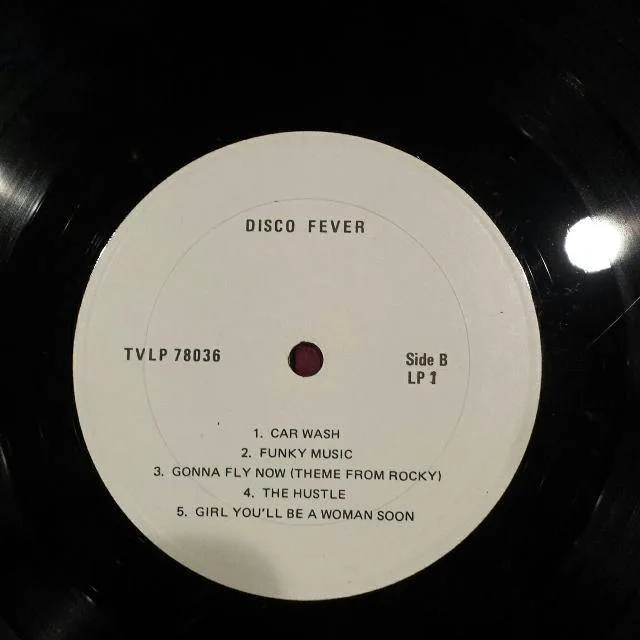 DISCO FEVER
TVLP 78036
Side B
LP 1
1. CAR WASH
2. FUNKY MUSIC
3. GONNA FLY NOW (THEME FROM ROCKY)
4. THE HUSTLE
5. GIRL YOU'LL BE A WOMAN SOON